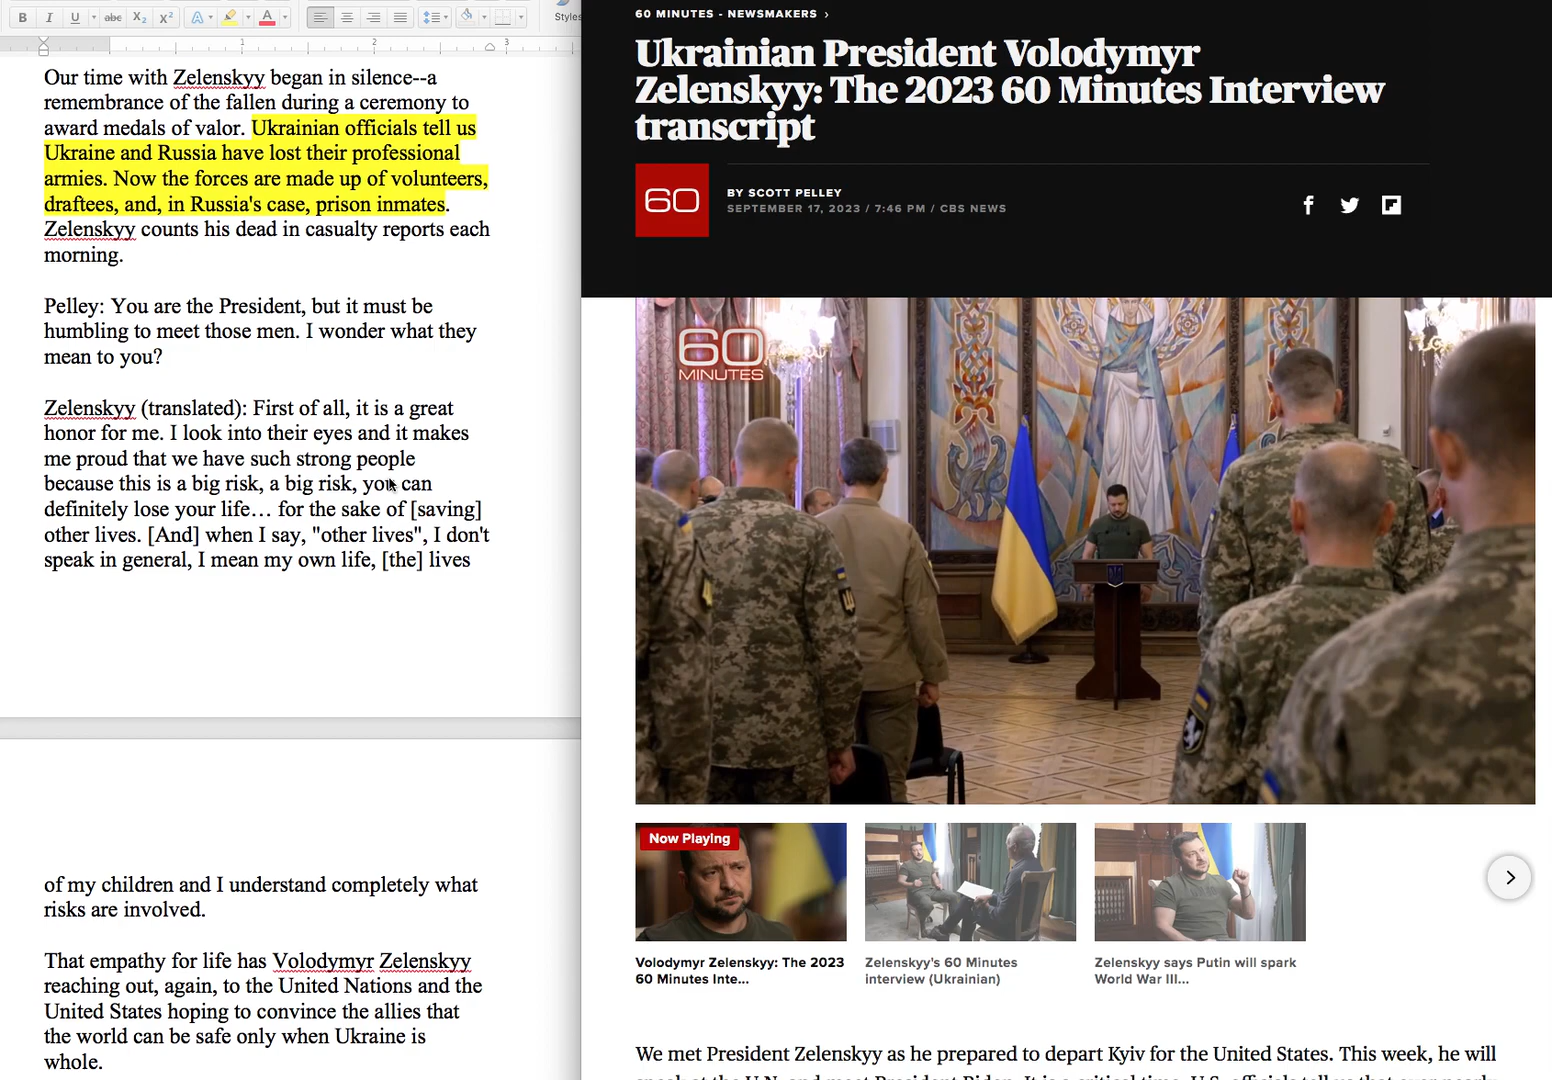 B I U abc X₂ X² A A Styles
1 2 3
Our time with Zelenskyy began in silence--a
remembrance of the fallen during a ceremony to
award medals of valor. Ukrainian officials tell us
Ukraine and Russia have lost their professional
armies. Now the forces are made up of volunteers,
draftees, and, in Russia's case, prison inmates.
Zelenskyy counts his dead in casualty reports each
morning.
Pelley: You are the President, but it must be
humbling to meet those men. I wonder what they
mean to you?
Zelenskyy (translated): First of all, it is a great
honor for me. I look into their eyes and it makes
me proud that we have such strong people
because this is a big risk, a big risk, you can
definitely lose your life… for the sake of [saving]
other lives. [And] when I say, "other lives", I don't
speak in general, I mean my own life, [the] lives
of my children and I understand completely what
risks are involved.
That empathy for life has Volodymyr Zelenskyy
reaching out, again, to the United Nations and the
United States hoping to convince the allies that
the world can be safe only when Ukraine is
whole.
60 MINUTES - NEWSMAKERS ›
Ukrainian President Volodymyr
Zelenskyy: The 2023 60 Minutes Interview
transcript
60
BY SCOTT PELLEY
SEPTEMBER 17, 2023 / 7:46 PM / CBS NEWS
60
MINUTES
Now Playing
Volodymyr Zelenskyy: The 2023
60 Minutes Inte...
Zelenskyy's 60 Minutes
interview (Ukrainian)
Zelenskyy says Putin will spark
World War III...
We met President Zelenskyy as he prepared to depart Kyiv for the United States. This week, he will